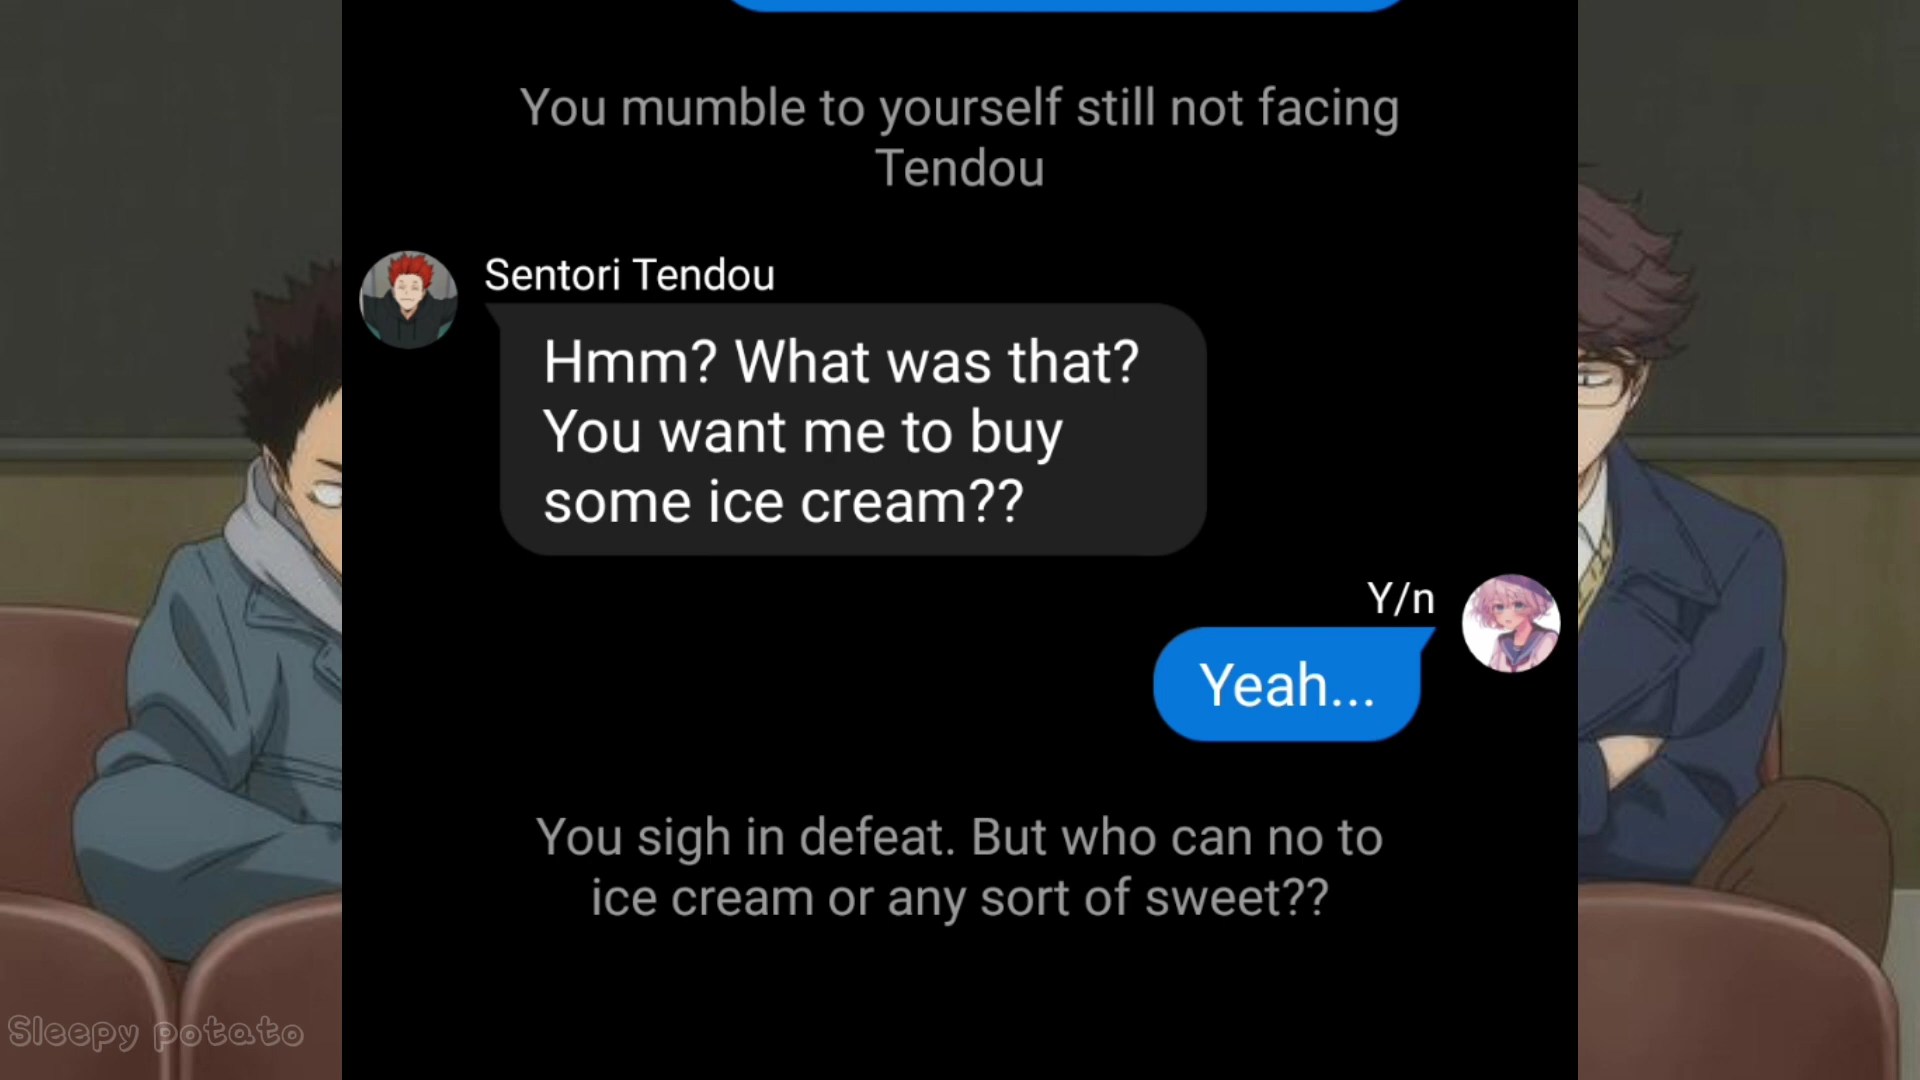 You mumble to yourself still not facing
Tendou
Sentori Tendou
Hmm? What was that?
You want me to buy
some ice cream??
Y/n
Yeah...
You sigh in defeat. But who can no to
ice cream or any sort of sweet??
Sleepy potato